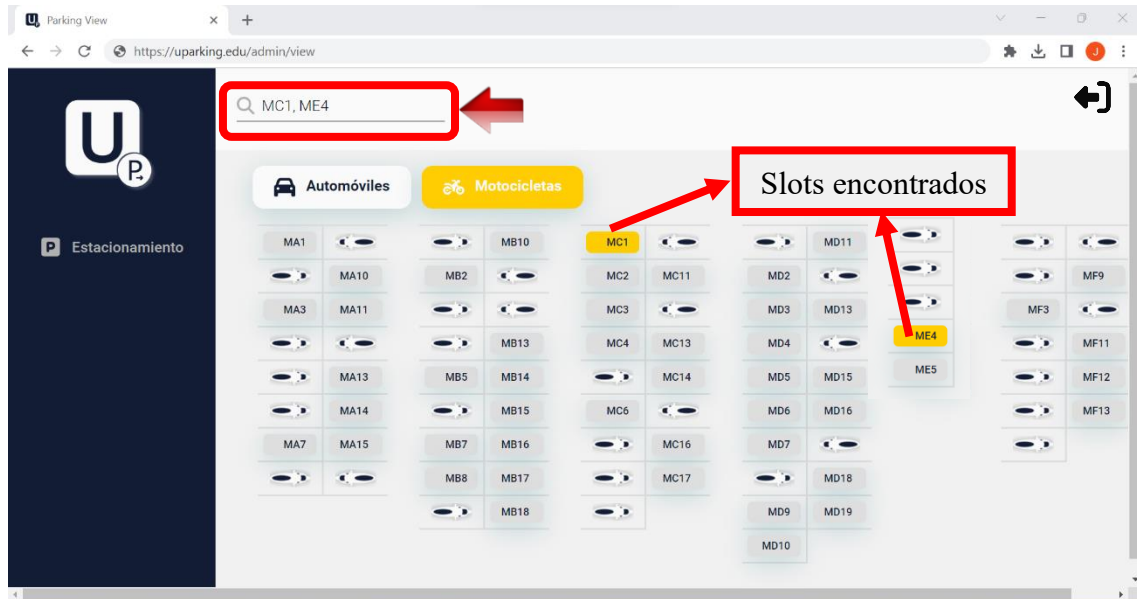 Parking View
https://uparking.edu/admin/view
J
MC1, ME4
U
P
Automóviles
Motocicletas
Slots encontrados
P Estacionamiento
MA1 MB10 MC1 MD11
MA10 MB2 MC2 MC11 MD2 MF9
MA3 MA11 MC3 MD3 MD13 MF3
MB13 MC4 MC13 MD4 ME4 MF11
MA13 MB5 MB14 MC14 MD5 MD15 ME5 MF12
MA14 MB15 MC6 MD6 MD16 MF13
MA7 MA15 MB7 MB16 MC16 MD7
MB8 MB17 MC17 MD18
MB18 MD9 MD19
MD10